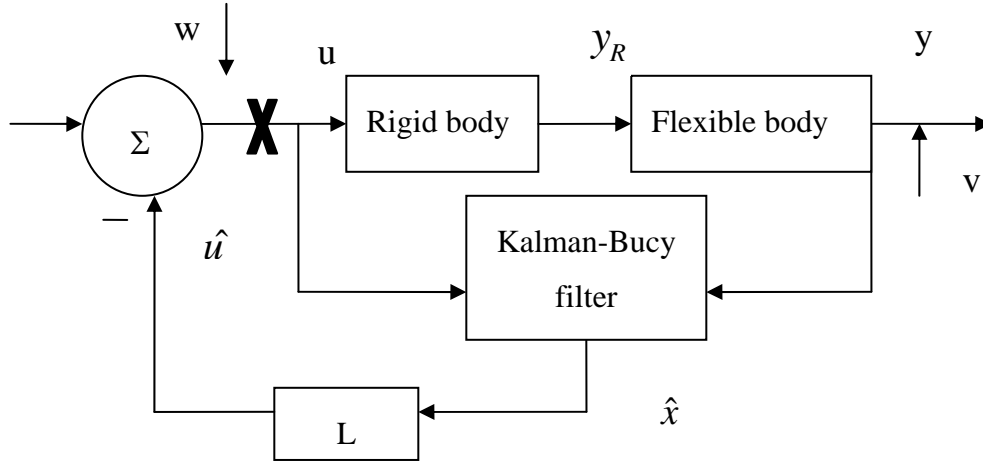 w
u
y_R
y
Σ
Rigid body
Flexible body
v
−
û
Kalman-Bucy
filter
L
x̂